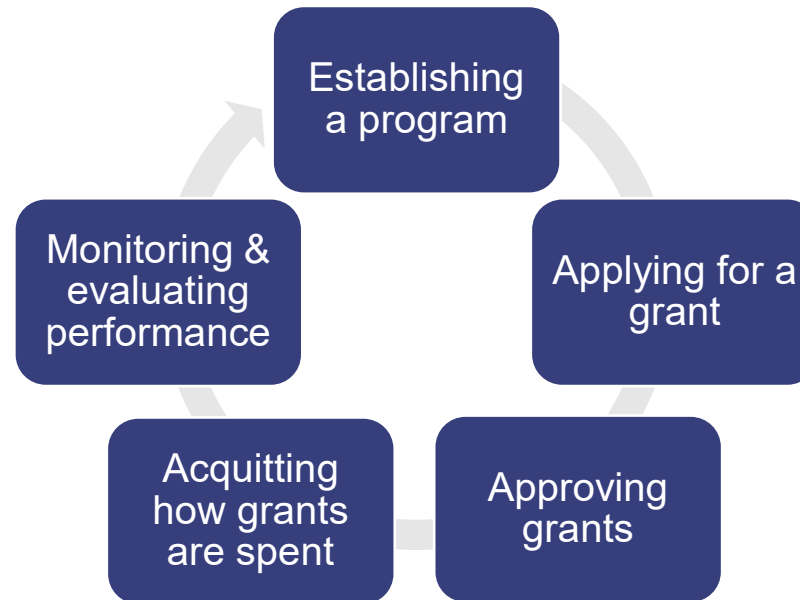 Establishing
a program
Applying for a
grant
Approving
grants
Acquitting
how grants
are spent
Monitoring &
evaluating
performance